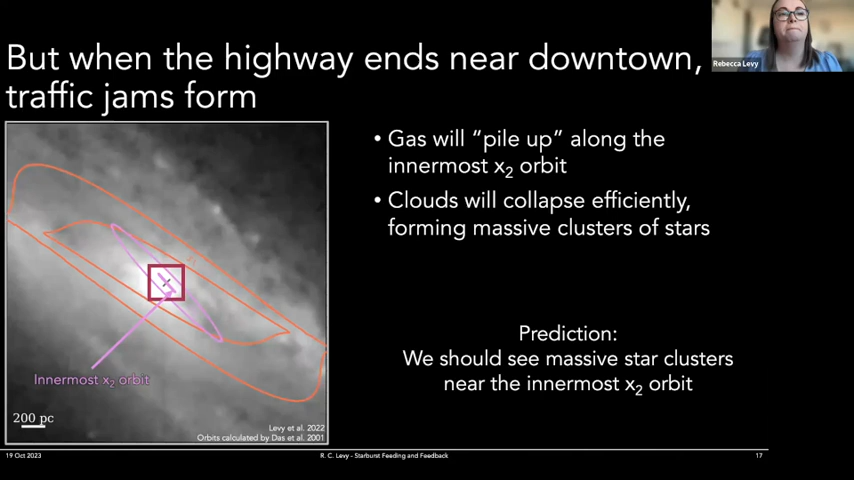 But when the highway ends near downtown,
traffic jams form
Rebecca Levy
• Gas will “pile up” along the
innermost x₂ orbit
• Clouds will collapse efficiently,
forming massive clusters of stars
Prediction:
We should see massive star clusters
near the innermost x₂ orbit
Innermost x₂ orbit
200 pc
Levy et al. 2022
Orbits calculated by Das et al. 2001
19 Oct 2023
R. C. Levy - Starburst Feeding and Feedback
17